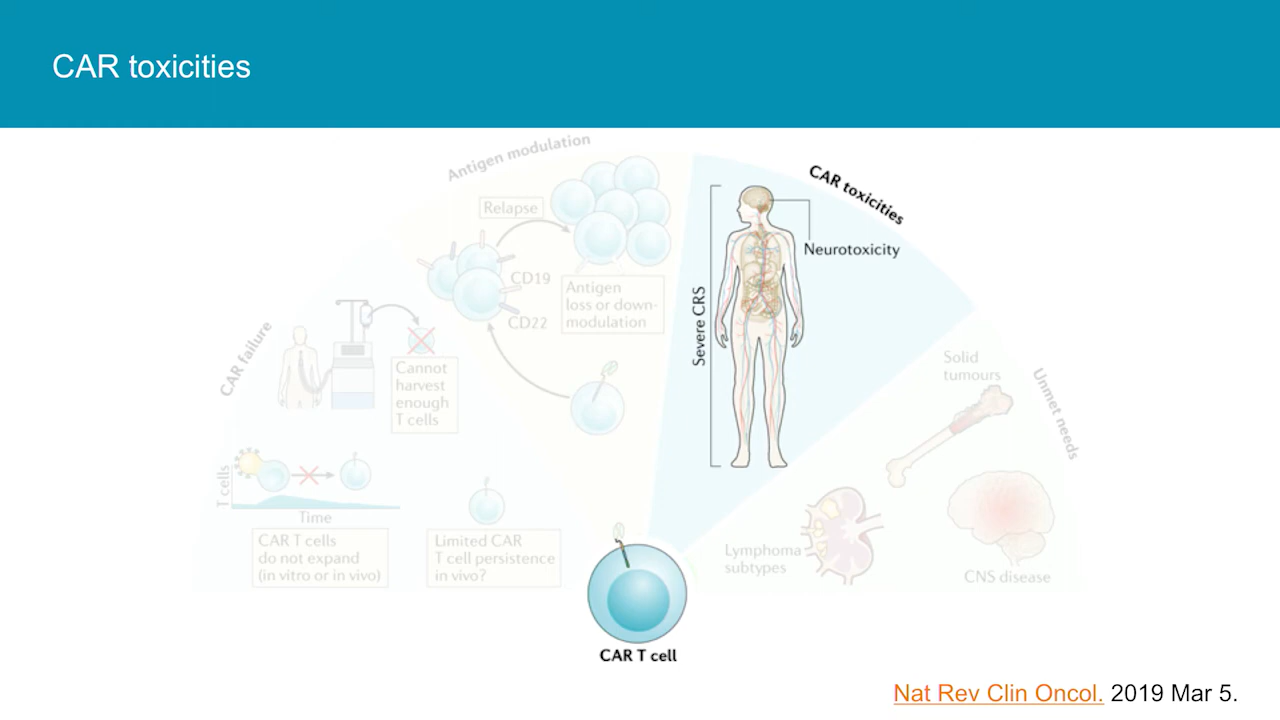 CAR toxicities
Antigen modulation
Relapse
CD19
CD22
Antigen
loss or down-
modulation
CAR toxicities
Neurotoxicity
Severe CRS
CAR failure
Cannot
harvest
enough
T cells
T cells
Time
CAR T cells
do not expand
(in vitro or in vivo)
Limited CAR
T cell persistence
in vivo?
Unmet needs
Solid
tumours
Lymphoma
subtypes
CNS disease
CAR T cell
Nat Rev Clin Oncol. 2019 Mar 5.